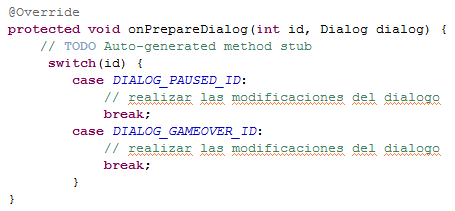 @Override
protected void onPrepareDialog(int id, Dialog dialog) {
// TODO Auto-generated method stub
switch(id) {
case DIALOG_PAUSED_ID:
// realizar las modificaciones del dialogo
break;
case DIALOG_GAMEOVER_ID:
// realizar las modificaciones del dialogo
break;
}
}